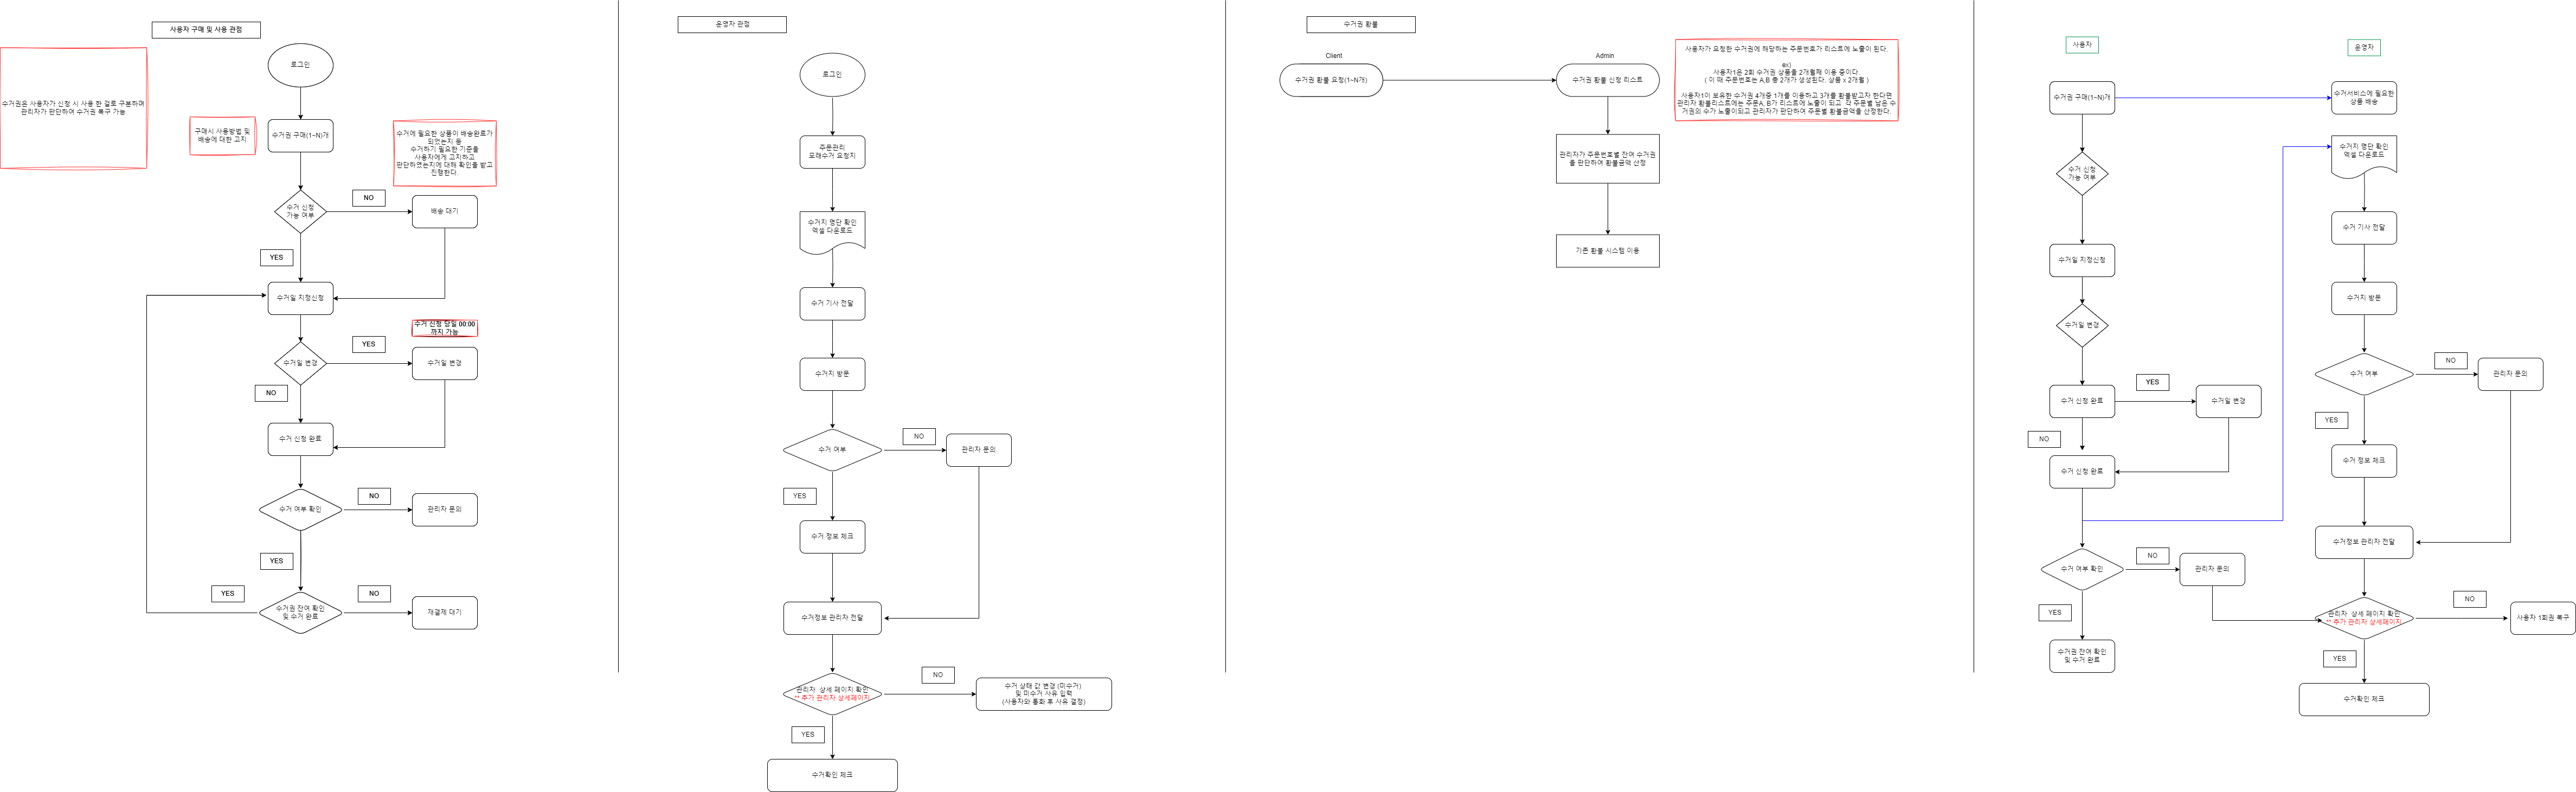 사용자 구매 및 사용 관점
수거권은 사용자가 신청 시 사용 한 걸로 구분하며
관리자가 판단하여 수거권 복구 가능
로그인
구매시 사용방법 및
배송에 대한 고지
수거권 구매(1~N)개
수거에 필요한 상품이 배송완료가
되었는지 등
수거하기 필요한 기준을
사용자에게 고지하고
판단하였는지에 대해 확인을 받고
진행한다.
수거 신청
가능 여부
NO
배송 대기
YES
수거일 지정신청
수거 신청 당일 00:00
까지 가능
수거일 변경
YES
수거일 변경
NO
수거 신청 완료
수거 여부 확인
NO
관리자 문의
YES
YES
수거권 잔여 확인
및 수거 완료
NO
재결제 대기
운영자 관점
로그인
주문관리
모래수거 요청지
수거지 명단 확인
엑셀 다운로드
수거 기사 전달
수거지 방문
수거 여부
NO
관리자 문의
YES
수거 정보 체크
수거정보 관리자 전달
관리자 상세 페이지 확인
** 추가 관리자 상세페이지
NO
수거 상태 값 변경 (미수거)
및 미수거 사유 입력
(사용자와 통화 후 사유 결정)
YES
수거확인 체크
수거권 환불
Client
수거권 환불 요청(1~N개)
Admin
수거권 환불 신청 리스트
사용자가 요청한 수거권에 해당하는 주문번호가 리스트에 노출이 된다.
ex)
사용자1은 2회 수거권 상품을 2개월째 이용 중이다.
( 이 때 주문번호는 A,B 총 2개가 생성된다. 상품 x 2개월 )
사용자1이 보유한 수거권 4개중 1개를 이용하고 3개를 환불받고자 한다면
관리자 환불리스트에는 주문A, B가 리스트에 노출이 되고 각 주문별 남은 수
거권의 수가 노출이되고 관리자가 판단하여 주문별 환불금액을 산정한다.
관리자가 주문번호별 잔여 수거권
을 판단하여 환불금액 산정
기존 환불 시스템 이용
사용자
수거권 구매(1~N)개
수거 신청
가능 여부
수거일 지정신청
수거일 변경
수거 신청 완료
YES
수거일 변경
NO
수거 신청 완료
수거 여부 확인
NO
관리자 문의
YES
수거권 잔여 확인
및 수거 완료
운영자
수거서비스에 필요한
상품 배송
수거지 명단 확인
엑셀 다운로드
수거 기사 전달
수거지 방문
수거 여부
NO
관리자 문의
YES
수거 정보 체크
수거정보 관리자 전달
관리자 상세 페이지 확인
** 추가 관리자 상세페이지
NO
사용자 1회권 복구
YES
수거확인 체크